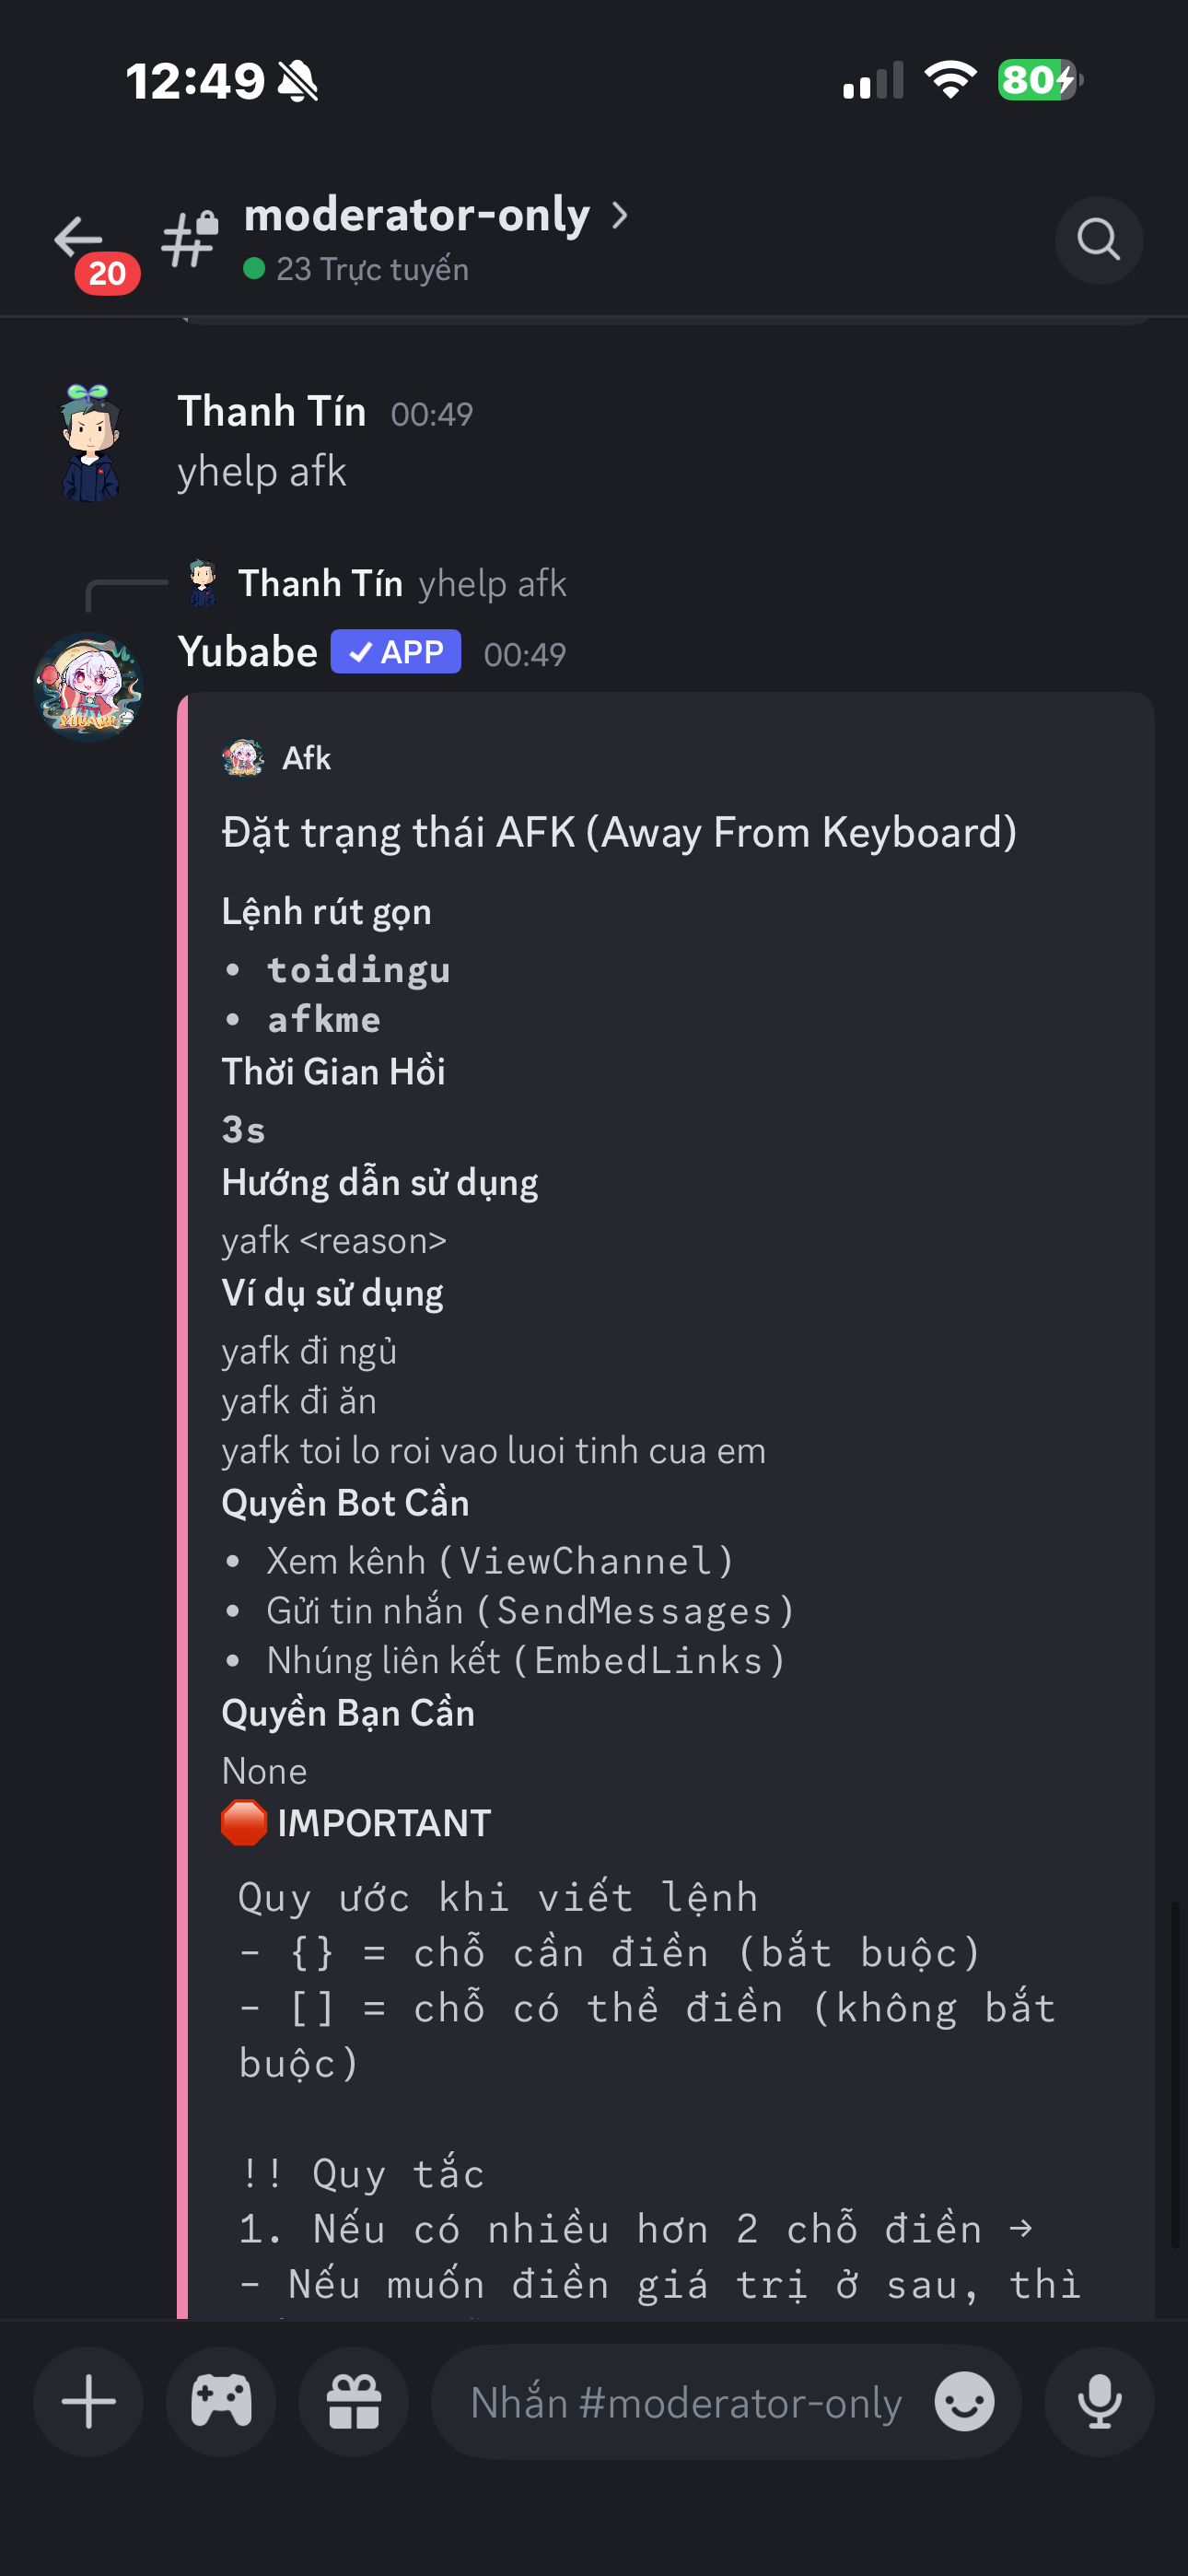 12:49
80
moderator-only
20
23 Trực tuyến
Thanh Tín 00:49
yhelp afk
Thanh Tín yhelp afk
Yubabe APP 00:49
YUBABE
Afk
Đặt trạng thái AFK (Away From Keyboard)
Lệnh rút gọn
• toidingu
• afkme
Thời Gian Hồi
3s
Hướng dẫn sử dụng
yafk <reason>
Ví dụ sử dụng
yafk đi ngủ
yafk đi ăn
yafk toi lo roi vao luoi tinh cua em
Quyền Bot Cần
• Xem kênh (ViewChannel)
• Gửi tin nhắn (SendMessages)
• Nhúng liên kết (EmbedLinks)
Quyền Bạn Cần
None
IMPORTANT
Quy ước khi viết lệnh
- {} = chỗ cần điền (bắt buộc)
- [] = chỗ có thể điền (không bắt
buộc)
!! Quy tắc
1. Nếu có nhiều hơn 2 chỗ điền →
- Nếu muốn điền giá trị ở sau, thì
Nhắn #moderator-only